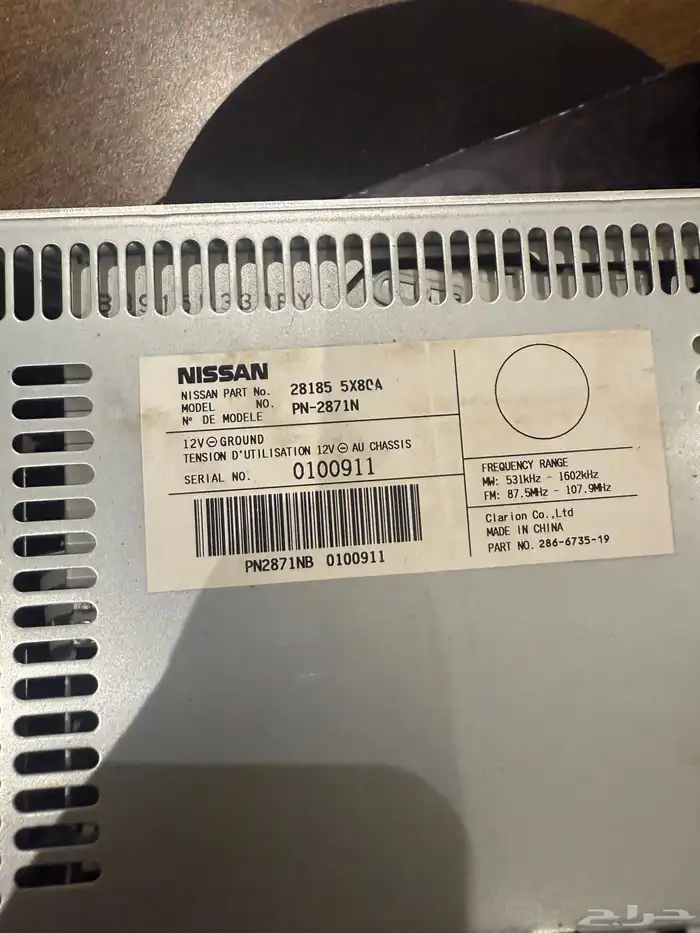 NISSAN
NISSAN PART No. 28185 5X80A
MODEL NO. PN-2871N
N° DE MODELE
12V ⊖ GROUND
TENSION D'UTILISATION 12V ⊖ AU CHASSIS
SERIAL NO. 0100911
PN2871NB 0100911
FREQUENCY RANGE
MW: 531kHz - 1602kHz
FM: 87.5MHz - 107.9MHz
Clarion Co.,Ltd
MADE IN CHINA
PART NO. 286-6735-19
حراج